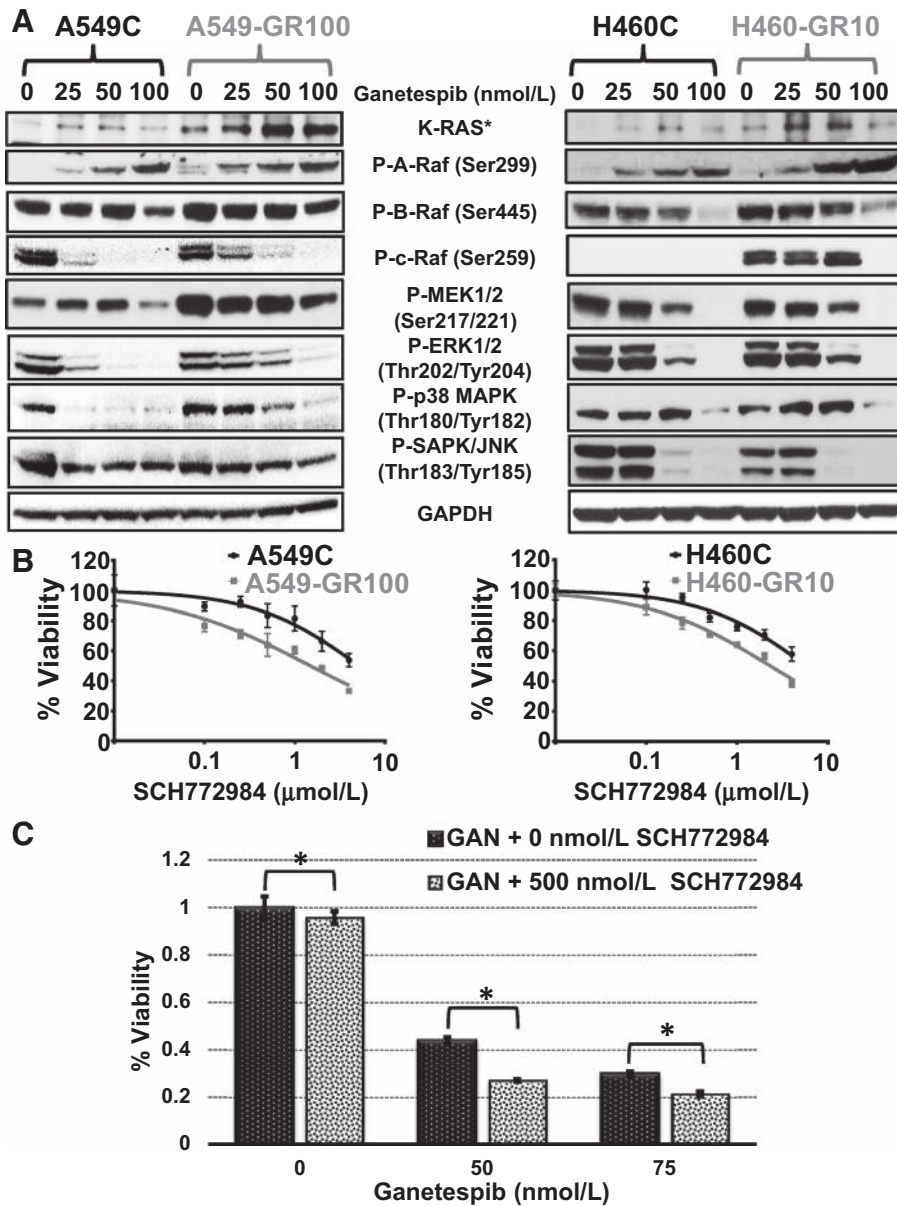 A
A549C A549-GR100 H460C H460-GR10
0 25 50 100 0 25 50 100 Ganetespib (nmol/L) 0 25 50 100 0 25 50 100
K-RAS*
P-A-Raf (Ser299)
P-B-Raf (Ser445)
P-c-Raf (Ser259)
P-MEK1/2
(Ser217/221)
P-ERK1/2
(Thr202/Tyr204)
P-p38 MAPK
(Thr180/Tyr182)
P-SAPK/JNK
(Thr183/Tyr185)
GAPDH
B
A549C
A549-GR100
% Viability
120
100
80
60
40
20
0
0.1 1 10
SCH772984 (µmol/L)
H460C
H460-GR10
% Viability
120
100
80
60
40
20
0
0.1 1 10
SCH772984 (µmol/L)
C
GAN + 0 nmol/L SCH772984
GAN + 500 nmol/L SCH772984
% Viability
1.2
1
0.8
0.6
0.4
0.2
0
* * *
0 50 75
Ganetespib (nmol/L)